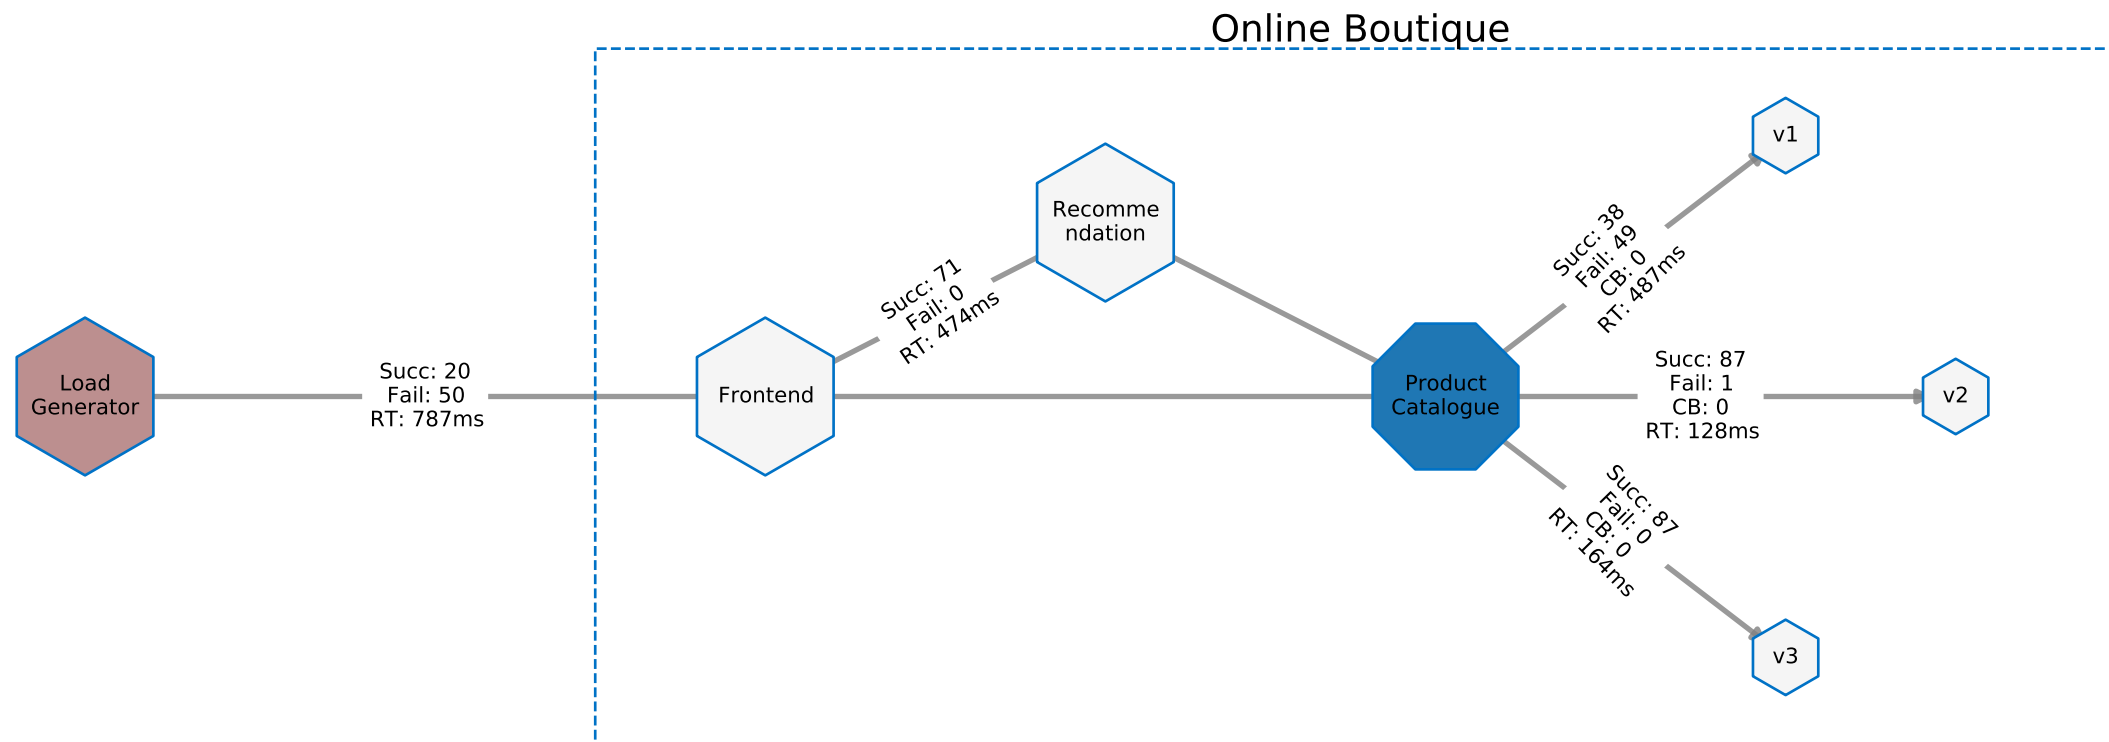 Online Boutique
v1
Recomme
ndation
Succ: 38
Fail: 49
CB: 0
RT: 487ms
Succ: 71
Fail: 0
RT: 474ms
Load
Generator
Succ: 20
Fail: 50
RT: 787ms
Frontend
Product
Catalogue
Succ: 87
Fail: 1
CB: 0
RT: 128ms
v2
Succ: 87
Fail: 0
CB: 0
RT: 164ms
v3